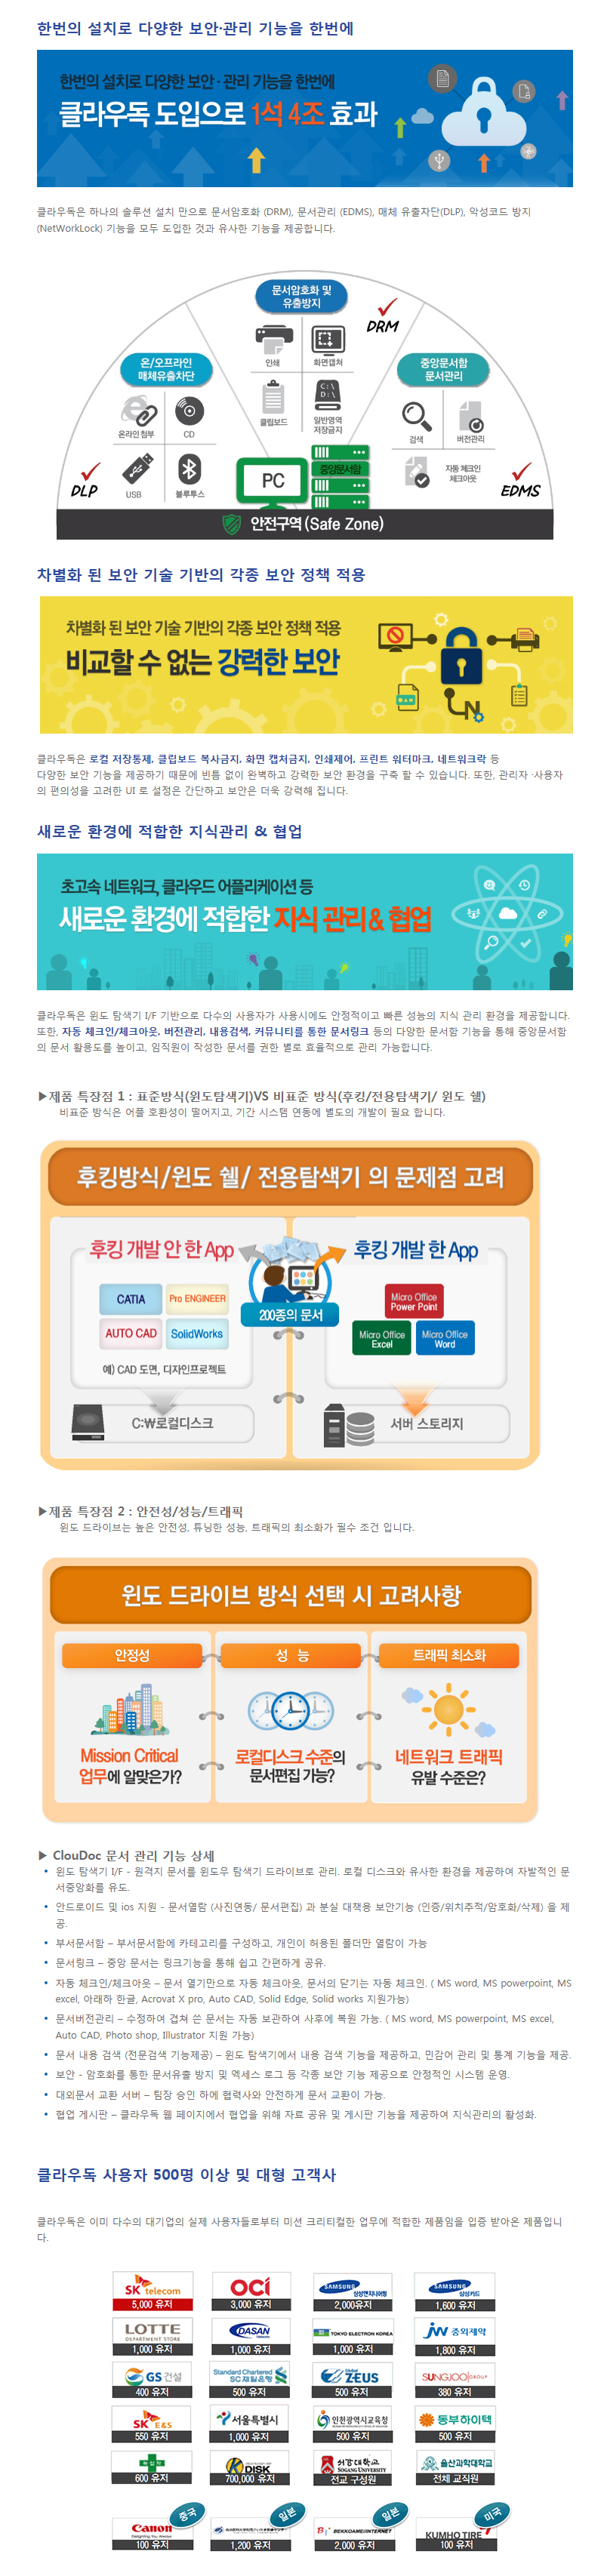 한번의 설치로 다양한 보안·관리 기능을 한번에
한번의 설치로 다양한 보안·관리 기능을 한번에
클라우독 도입으로 1석 4조 효과
클라우독은 하나의 솔루션 설치 만으로 문서암호화 (DRM), 문서관리 (EDMS), 매체 유출자단(DLP), 악성코드 방지
(NetWorkLock) 기능을 모두 도입한 것과 유사한 기능을 제공합니다.
문서암호화 및
유출방지
DRM
인쇄
화면캡처
클립보드
C:\
D:\
일반영역
저장금지
온/오프라인
매체유출차단
온라인 첨부
CD
USB
블루투스
DLP
중앙문서함
문서관리
검색
버전관리
자동 체크인
체크아웃
EDMS
PC
중앙문서함
안전구역(Safe Zone)
차별화 된 보안 기술 기반의 각종 보안 정책 적용
차별화 된 보안 기술 기반의 각종 보안 정책 적용
비교할 수 없는 강력한 보안
클라우독은 로컬 저장통제, 클립보드 복사금지, 화면 캡처금지, 인쇄제어, 프린트 워터마크, 네트워크락 등
다양한 보안 기능을 제공하기 때문에 빈틈 없이 완벽하고 강력한 보안 환경을 구축 할 수 있습니다. 또한, 관리자 ·사용자
의 편의성을 고려한 UI 로 설정은 간단하고 보안은 더욱 강력해 집니다.
새로운 환경에 적합한 지식관리 & 협업
초고속 네트워크, 클라우드 어플리케이션 등
새로운 환경에 적합한 지식 관리 & 협업
클라우독은 윈도 탐색기 I/F 기반으로 다수의 사용자가 사용시에도 안정적이고 빠른 성능의 지식 관리 환경을 제공합니다.
또한, 자동 체크인/체크아웃, 버전관리, 내용검색, 커뮤니티를 통한 문서링크 등의 다양한 문서함 기능을 통해 중앙문서함
의 문서 활용도를 높이고, 임직원이 작성한 문서를 권한 별로 효율적으로 관리 가능합니다.
▶제품 특장점 1 : 표준방식(윈도탐색기)VS 비표준 방식(후킹/전용탐색기/ 윈도 쉘)
비표준 방식은 어플 호환성이 떨어지고, 기간 시스템 연동에 별도의 개발이 필요 합니다.
후킹방식/윈도 쉘/ 전용탐색기 의 문제점 고려
후킹 개발 안 한 App
후킹 개발 한 App
CATIA
Pro ENGINEER
AUTO CAD
SolidWorks
200종의 문서
Micro Office
Power Point
Micro Office
Excel
Micro Office
Word
예) CAD 도면, 디자인프로젝트
C:₩로컬디스크
서버 스토리지
▶제품 특장점 2 : 안전성/성능/트래픽
윈도 드라이브는 높은 안전성, 튜닝한 성능, 트래픽의 최소화가 필수 조건 입니다.
윈도 드라이브 방식 선택 시 고려사항
안정성
성 능
트래픽 최소화
Mission Critical
업무에 알맞은가?
로컬디스크 수준의
문서편집 가능?
네트워크 트래픽
유발 수준은?
▶ ClouDoc 문서 관리 기능 상세
• 윈도 탐색기 I/F - 원격지 문서를 윈도우 탐색기 드라이브로 관리. 로컬 디스크와 유사한 환경을 제공하여 자발적인 문
서중앙화를 유도.
• 안드로이드 및 ios 지원 - 문서열람 (사진연동/ 문서편집) 과 분실 대책용 보안기능 (인증/위치추적/암호화/삭제) 을 제
공.
• 부서문서함 – 부서문서함에 카테고리를 구성하고, 개인이 허용된 폴더만 열람이 가능
• 문서링크 – 중앙 문서는 링크기능을 통해 쉽고 간편하게 공유.
• 자동 체크인/체크아웃 – 문서 열기만으로 자동 체크아웃, 문서의 닫기는 자동 체크인. ( MS word, MS powerpoint, MS
excel, 아래하 한글, Acrovat X pro, Auto CAD, Solid Edge, Solid works 지원가능)
• 문서버전관리 – 수정하여 겹쳐 쓴 문서는 자동 보관하여 사후에 복원 가능. ( MS word, MS powerpoint, MS excel,
Auto CAD, Photo shop, Illustrator 지원 가능)
• 문서 내용 검색 (전문검색 기능제공) – 윈도 탐색기에서 내용 검색 기능을 제공하고, 민감어 관리 및 통계 기능을 제공.
• 보안 - 암호화를 통한 문서유출 방지 및 엑세스 로그 등 각종 보안 기능 제공으로 안정적인 시스템 운영.
• 대외문서 교환 서버 – 팀장 승인 하에 협력사와 안전하게 문서 교환이 가능.
• 협업 게시판 – 클라우독 웹 페이지에서 협업을 위해 자료 공유 및 게시판 기능을 제공하여 지식관리의 활성화.
클라우독 사용자 500명 이상 및 대형 고객사
클라우독은 이미 다수의 대기업의 실제 사용자들로부터 미션 크리티컬한 업무에 적합한 제품임을 입증 받아온 제품입니
다.
SK telecom
5,000 유저
OCI
3,000 유저
SAMSUNG
삼성엔지니어링
2,000유저
SAMSUNG
삼성카드
1,600 유저
LOTTE
DEPARTMENT STORE
1,000 유저
DASAN
1,000 유저
TOKYO ELECTRON KOREA
1,000 유저
jw 중외제약
1,800 유저
GS 건설
400 유저
Standard Chartered
SC제일은행
500 유저
Global ZEUS
500 유저
SUNGJOO GROUP
380 유저
SK E&S
550 유저
서울특별시
1,000 유저
인천광역시교육청
500 유저
동부하이텍
500 유저
녹십자
600 유저
KDISK
700,000 유저
서강대학교
SOGANG UNIVERSITY
전교 구성원
울산과학대학교
전체 교직원
중국
Canon
Delighting You Always
100 유저
일본
1,200 유저
일본
BEKKOAME//INTERNET
2,000 유저
미국
KUMHO TIRE
100 유저